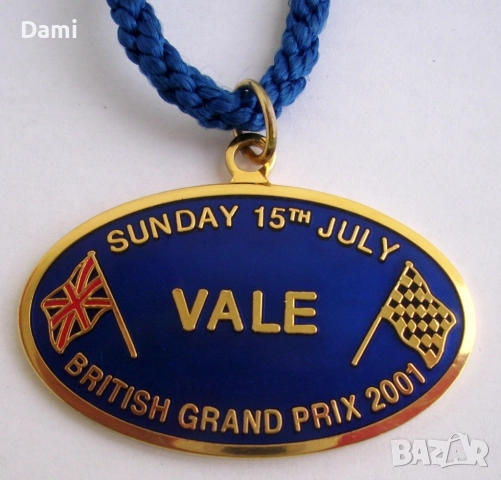 Dami
SUNDAY 15TH JULY
VALE
BRITISH GRAND PRIX 2001
BAZAR